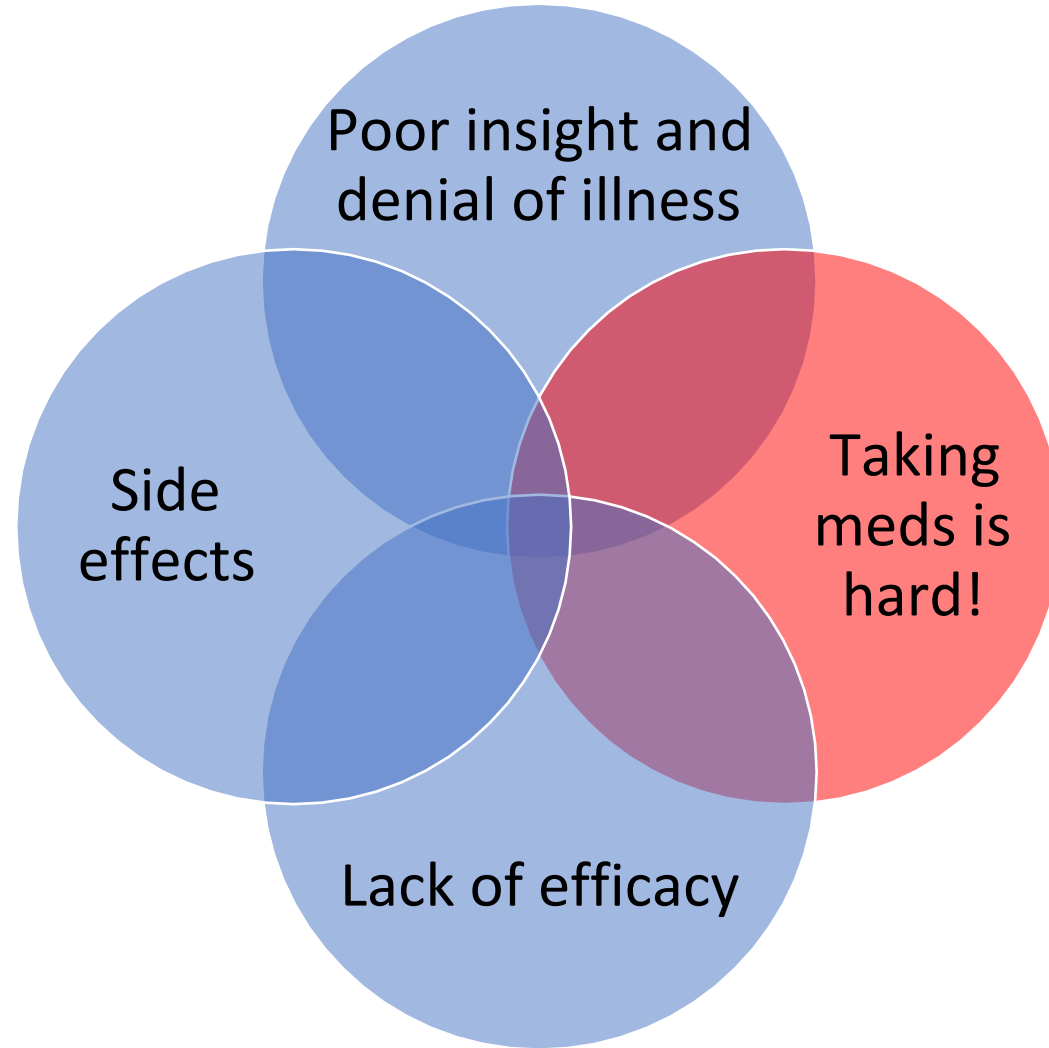 Poor insight and
denial of illness
Side
effects
Taking
meds is
hard!
Lack of efficacy